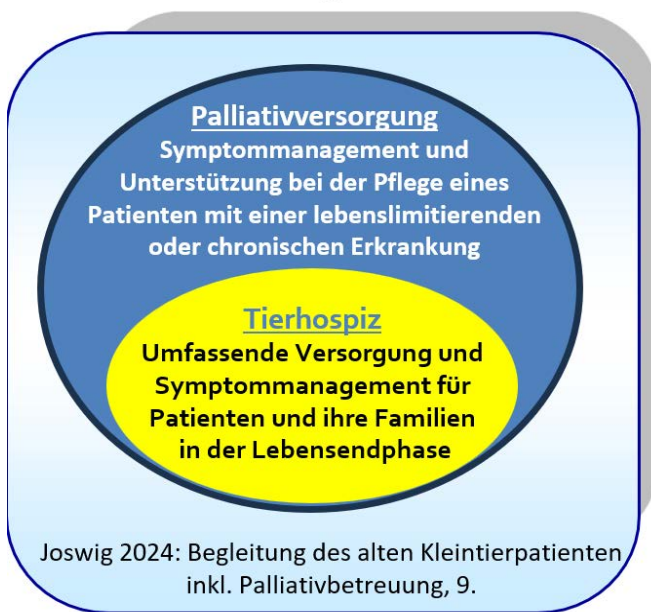 Palliativversorgung
Symptommanagement und
Unterstützung bei der Pflege eines
Patienten mit einer lebenslimitierenden
oder chronischen Erkrankung
Tierhospiz
Umfassende Versorgung und
Symptommanagement für
Patienten und ihre Familien
in der Lebensendphase
Joswig 2024: Begleitung des alten Kleintierpatienten
inkl. Palliativbetreuung, 9.